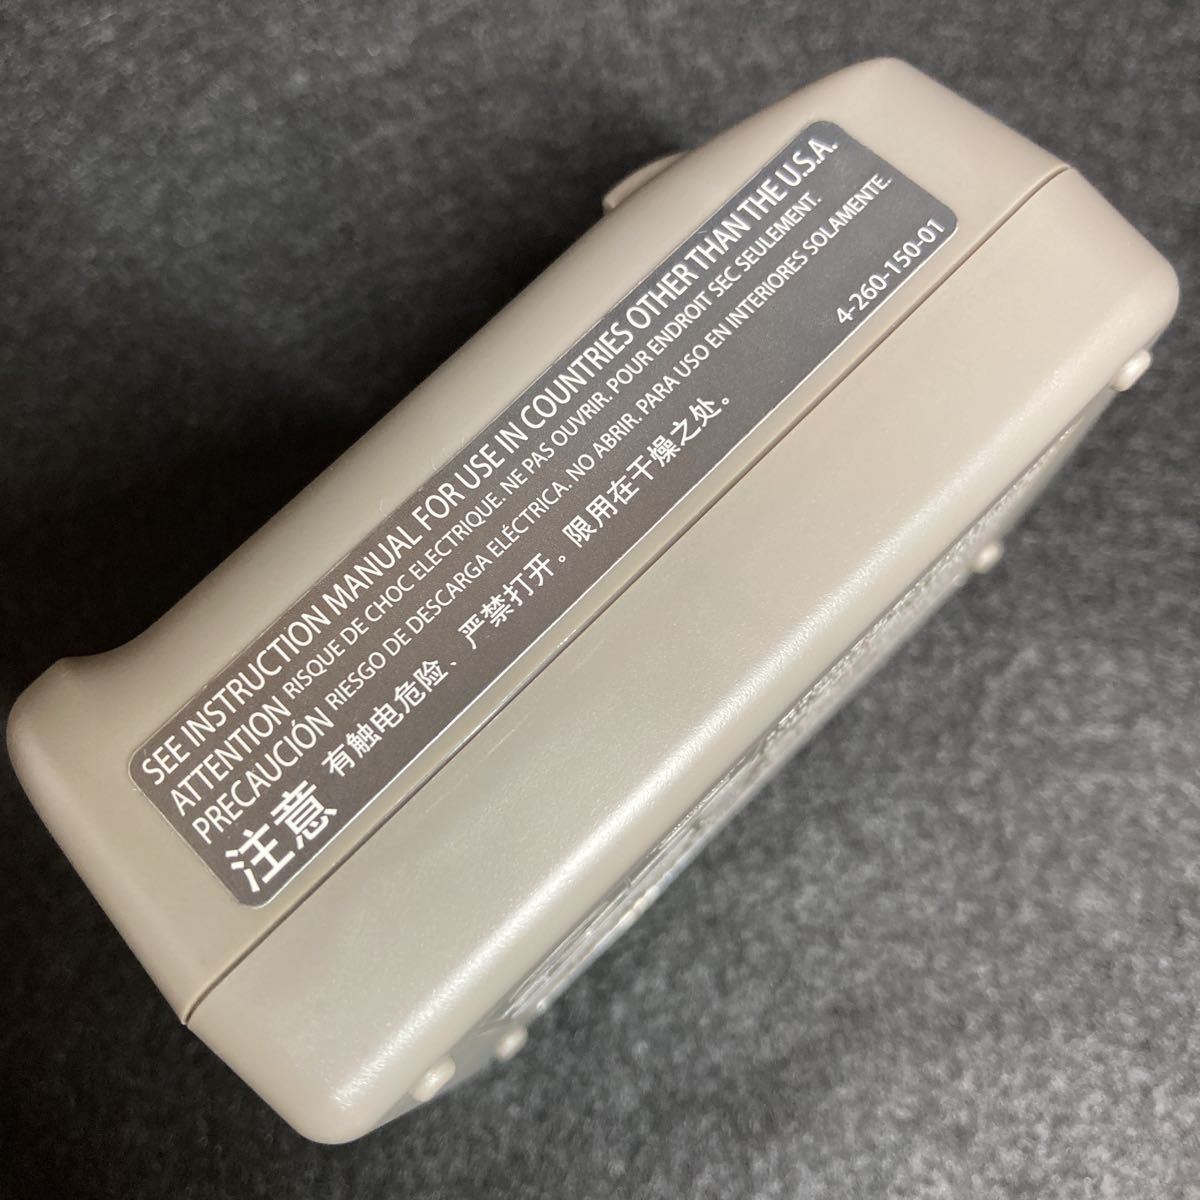 SEE INSTRUCTION MANUAL FOR USE IN COUNTRIES OTHER THAN THE U.S.A.
ATTENTION RISQUE DE CHOC ELECTRIQUE. NE PAS OUVRIR. POUR ENDROIT SEC SEULEMENT.
PRECAUCIÓN RIESGO DE DESCARGA ELÉCTRICA. NO ABRIR. PARA USO EN INTERIORES SOLAMENTE.
注意 有触电危险、严禁打开。限用在干燥之处。
4-260-150-01